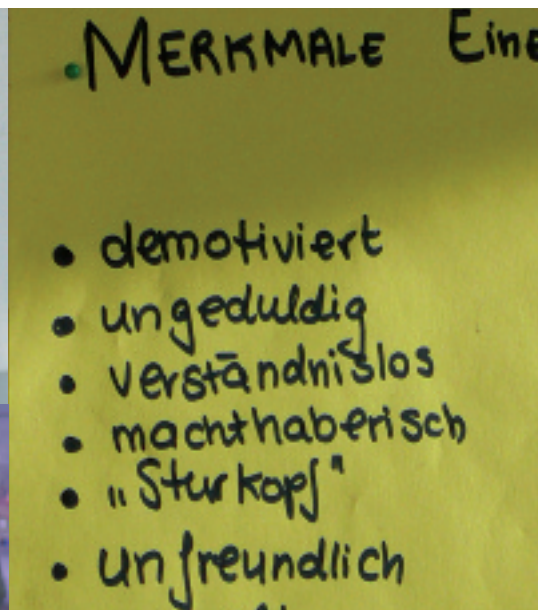 MERKMALE EinE
• demotiviert
• ungeduldig
• verständnislos
• machthaberisch
• „Sturkopf"
• unfreundlich